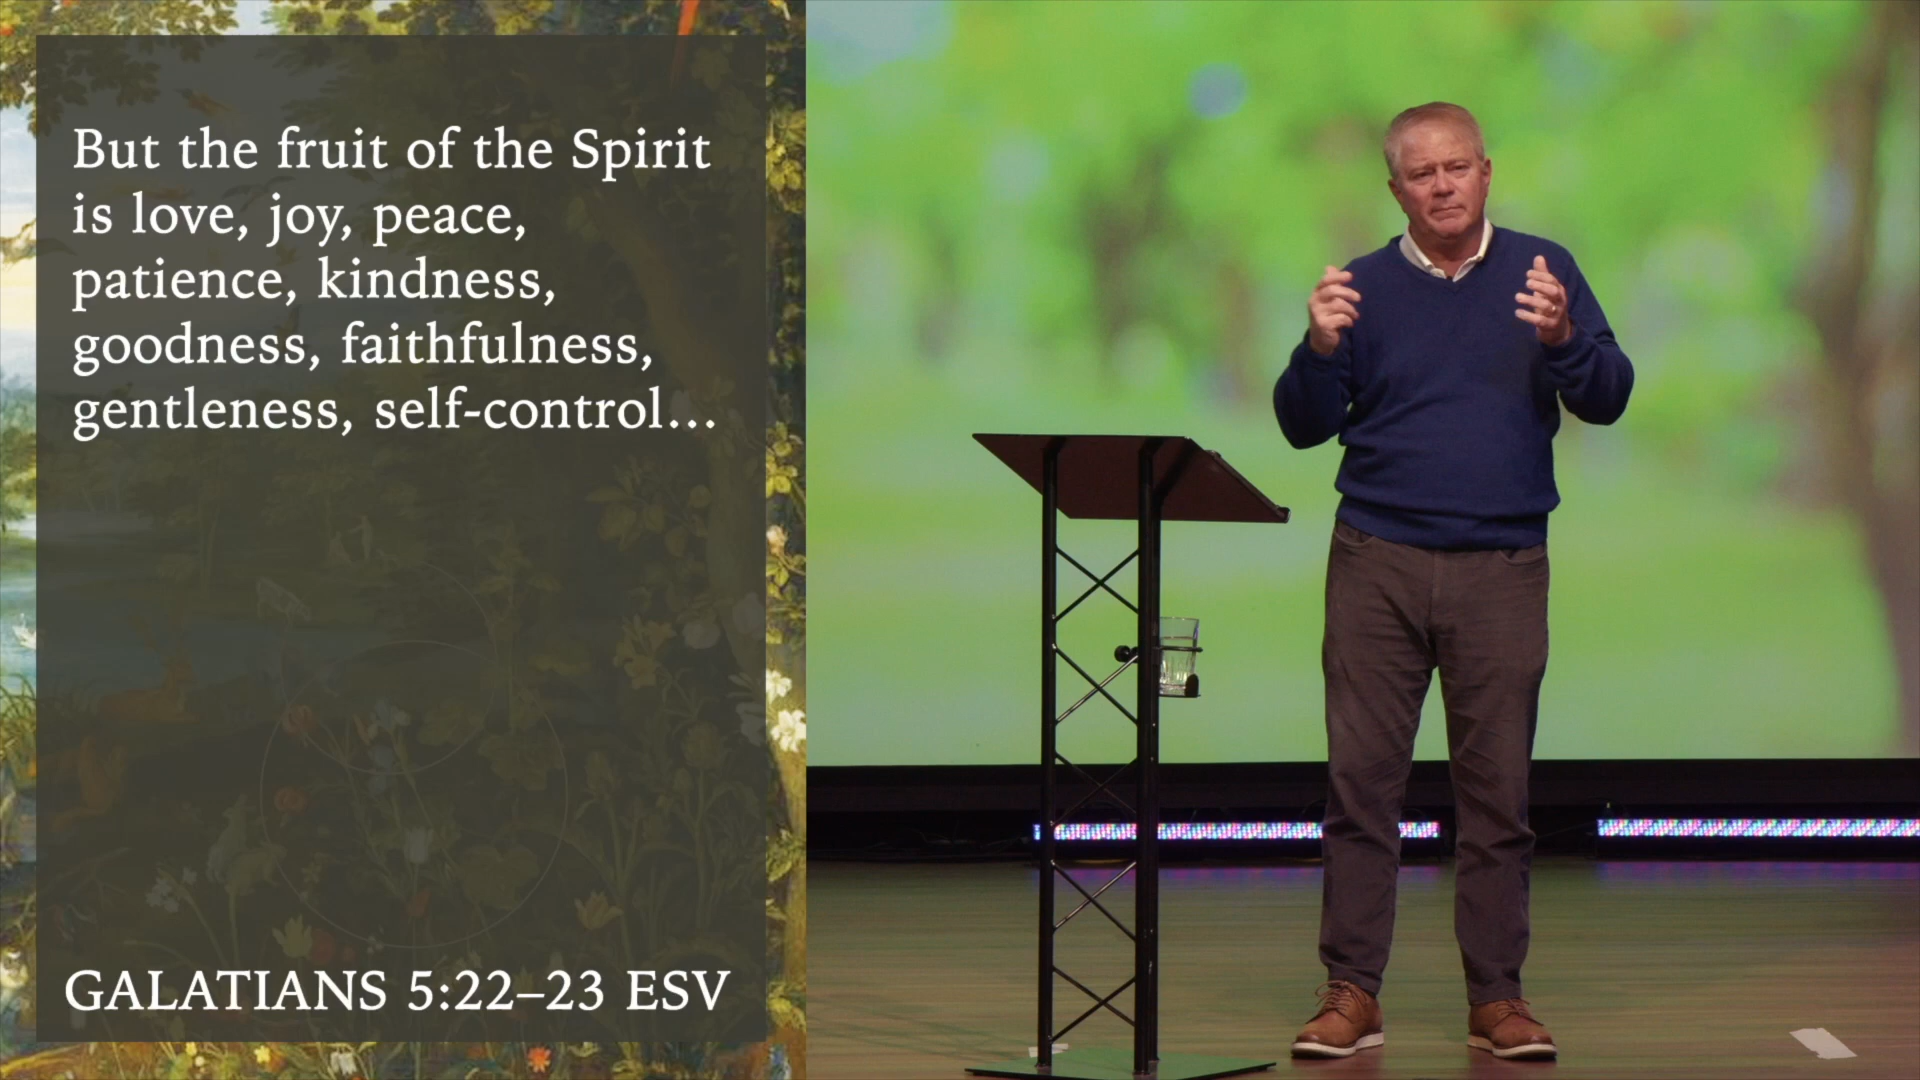 But the fruit of the Spirit
is love, joy, peace,
patience, kindness,
goodness, faithfulness,
gentleness, self-control…
GALATIANS 5:22–23 ESV